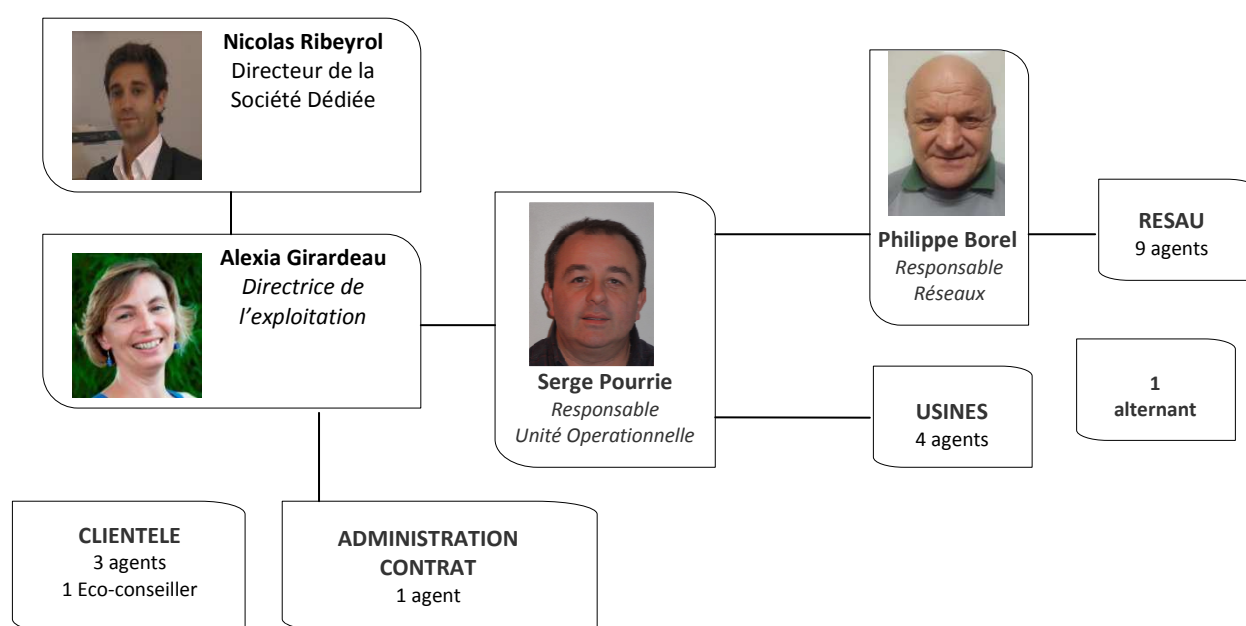 Nicolas Ribeyrol
Directeur de la
Société Dédiée
Alexia Girardeau
Directrice de
l'exploitation
Serge Pourrie
Responsable
Unité Operationnelle
Philippe Borel
Responsable
Réseaux
RESAU
9 agents
USINES
4 agents
1
alternant
CLIENTELE
3 agents
1 Eco-conseiller
ADMINISTRATION
CONTRAT
1 agent